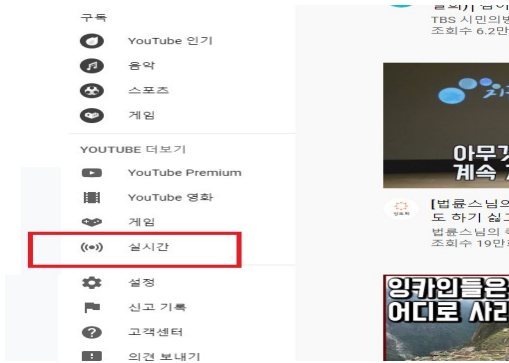 구독
YouTube 인기
음악
스포츠
게임
YOUTUBE 더보기
YouTube Premium
YouTube 영화
게임
실시간
설정
신고 기록
고객센터
의견 보내기
TBS 시민의
조회수 6.2만
아무
계속
[법륜스님의
도 하기 싫
법륜스님의
조회수 19만
잉카인들은
어디로 사라